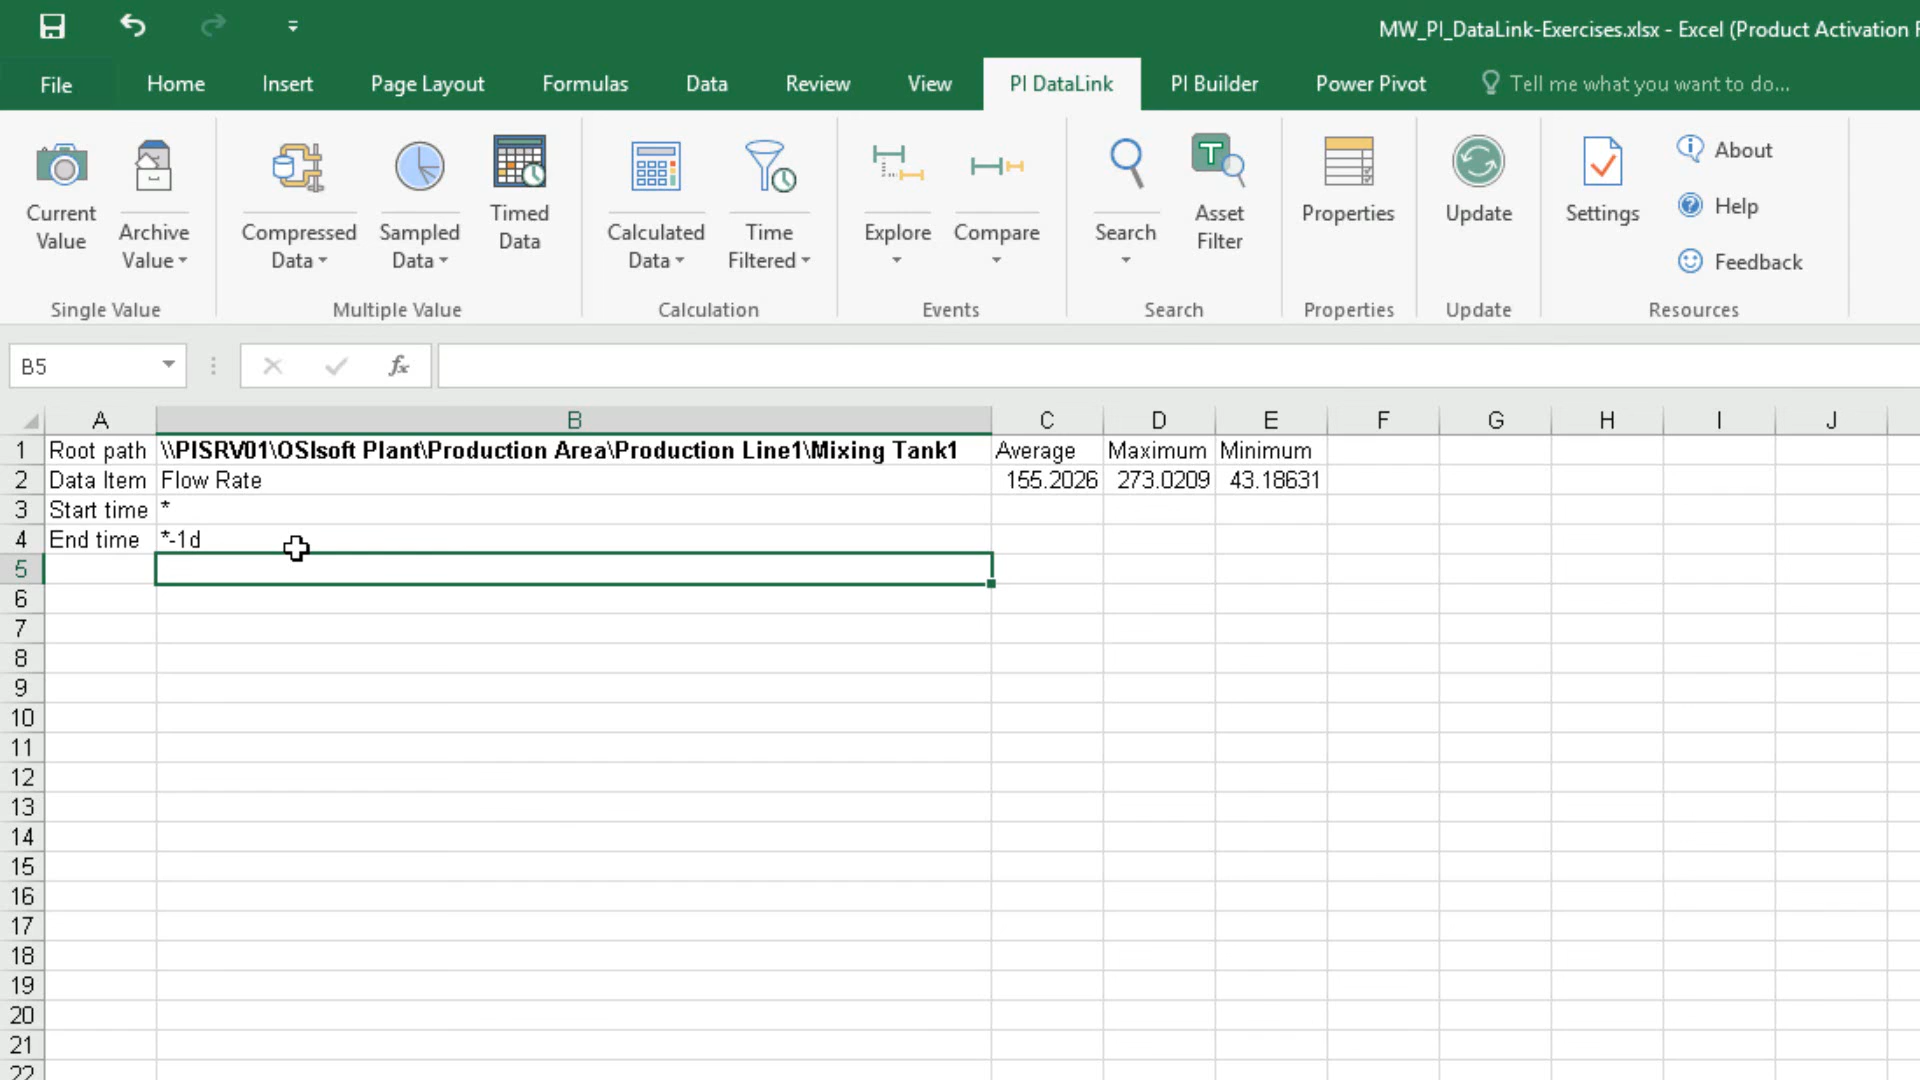 MW_PI_DataLink-Exercises.xlsx - Excel (Product Activation F
File Home Insert Page Layout Formulas Data Review View PI DataLink PI Builder Power Pivot Tell me what you want to do...
Current Value
Archive Value
Compressed Data
Sampled Data
Timed Data
Calculated Data
Time Filtered
Explore
Compare
Search
Asset Filter
Properties
Update
Settings
About
Help
Feedback
Single Value Multiple Value Calculation Events Search Properties Update Resources
B5 fx
A B C D E F G H I J
1 Root path \\PISRV01\OSIsoft Plant\Production Area\Production Line1\Mixing Tank1 Average Maximum Minimum
2 Data Item Flow Rate 155.2026 273.0209 43.18631
3 Start time *
4 End time *-1d
5
6
7
8
9
10
11
12
13
14
15
16
17
18
19
20
21
22